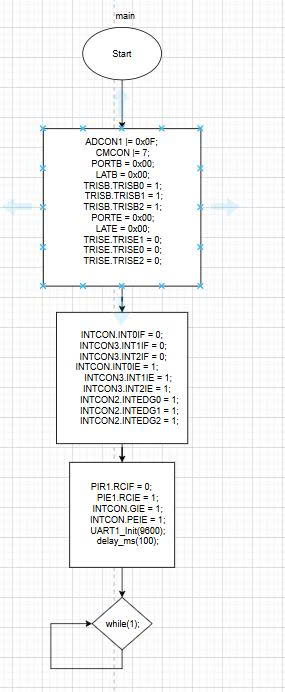 main
Start
ADCON1 |= 0x0F;
CMCON |= 7;
PORTB = 0x00;
LATB = 0x00;
TRISB.TRISB0 = 1;
TRISB.TRISB1 = 1;
TRISB.TRISB2 = 1;
PORTE = 0x00;
LATE = 0x00;
TRISE.TRISE1 = 0;
TRISE.TRISE0 = 0;
TRISE.TRISE2 = 0;
INTCON.INT0IF = 0;
INTCON3.INT1IF = 0;
INTCON3.INT2IF = 0;
INTCON.INT0IE = 1;
INTCON3.INT1IE = 1;
INTCON3.INT2IE = 1;
INTCON2.INTEDG0 = 1;
INTCON2.INTEDG1 = 1;
INTCON2.INTEDG2 = 1;
PIR1.RCIF = 0;
PIE1.RCIE = 1;
INTCON.GIE = 1;
INTCON.PEIE = 1;
UART1_Init(9600);
delay_ms(100);
while(1);